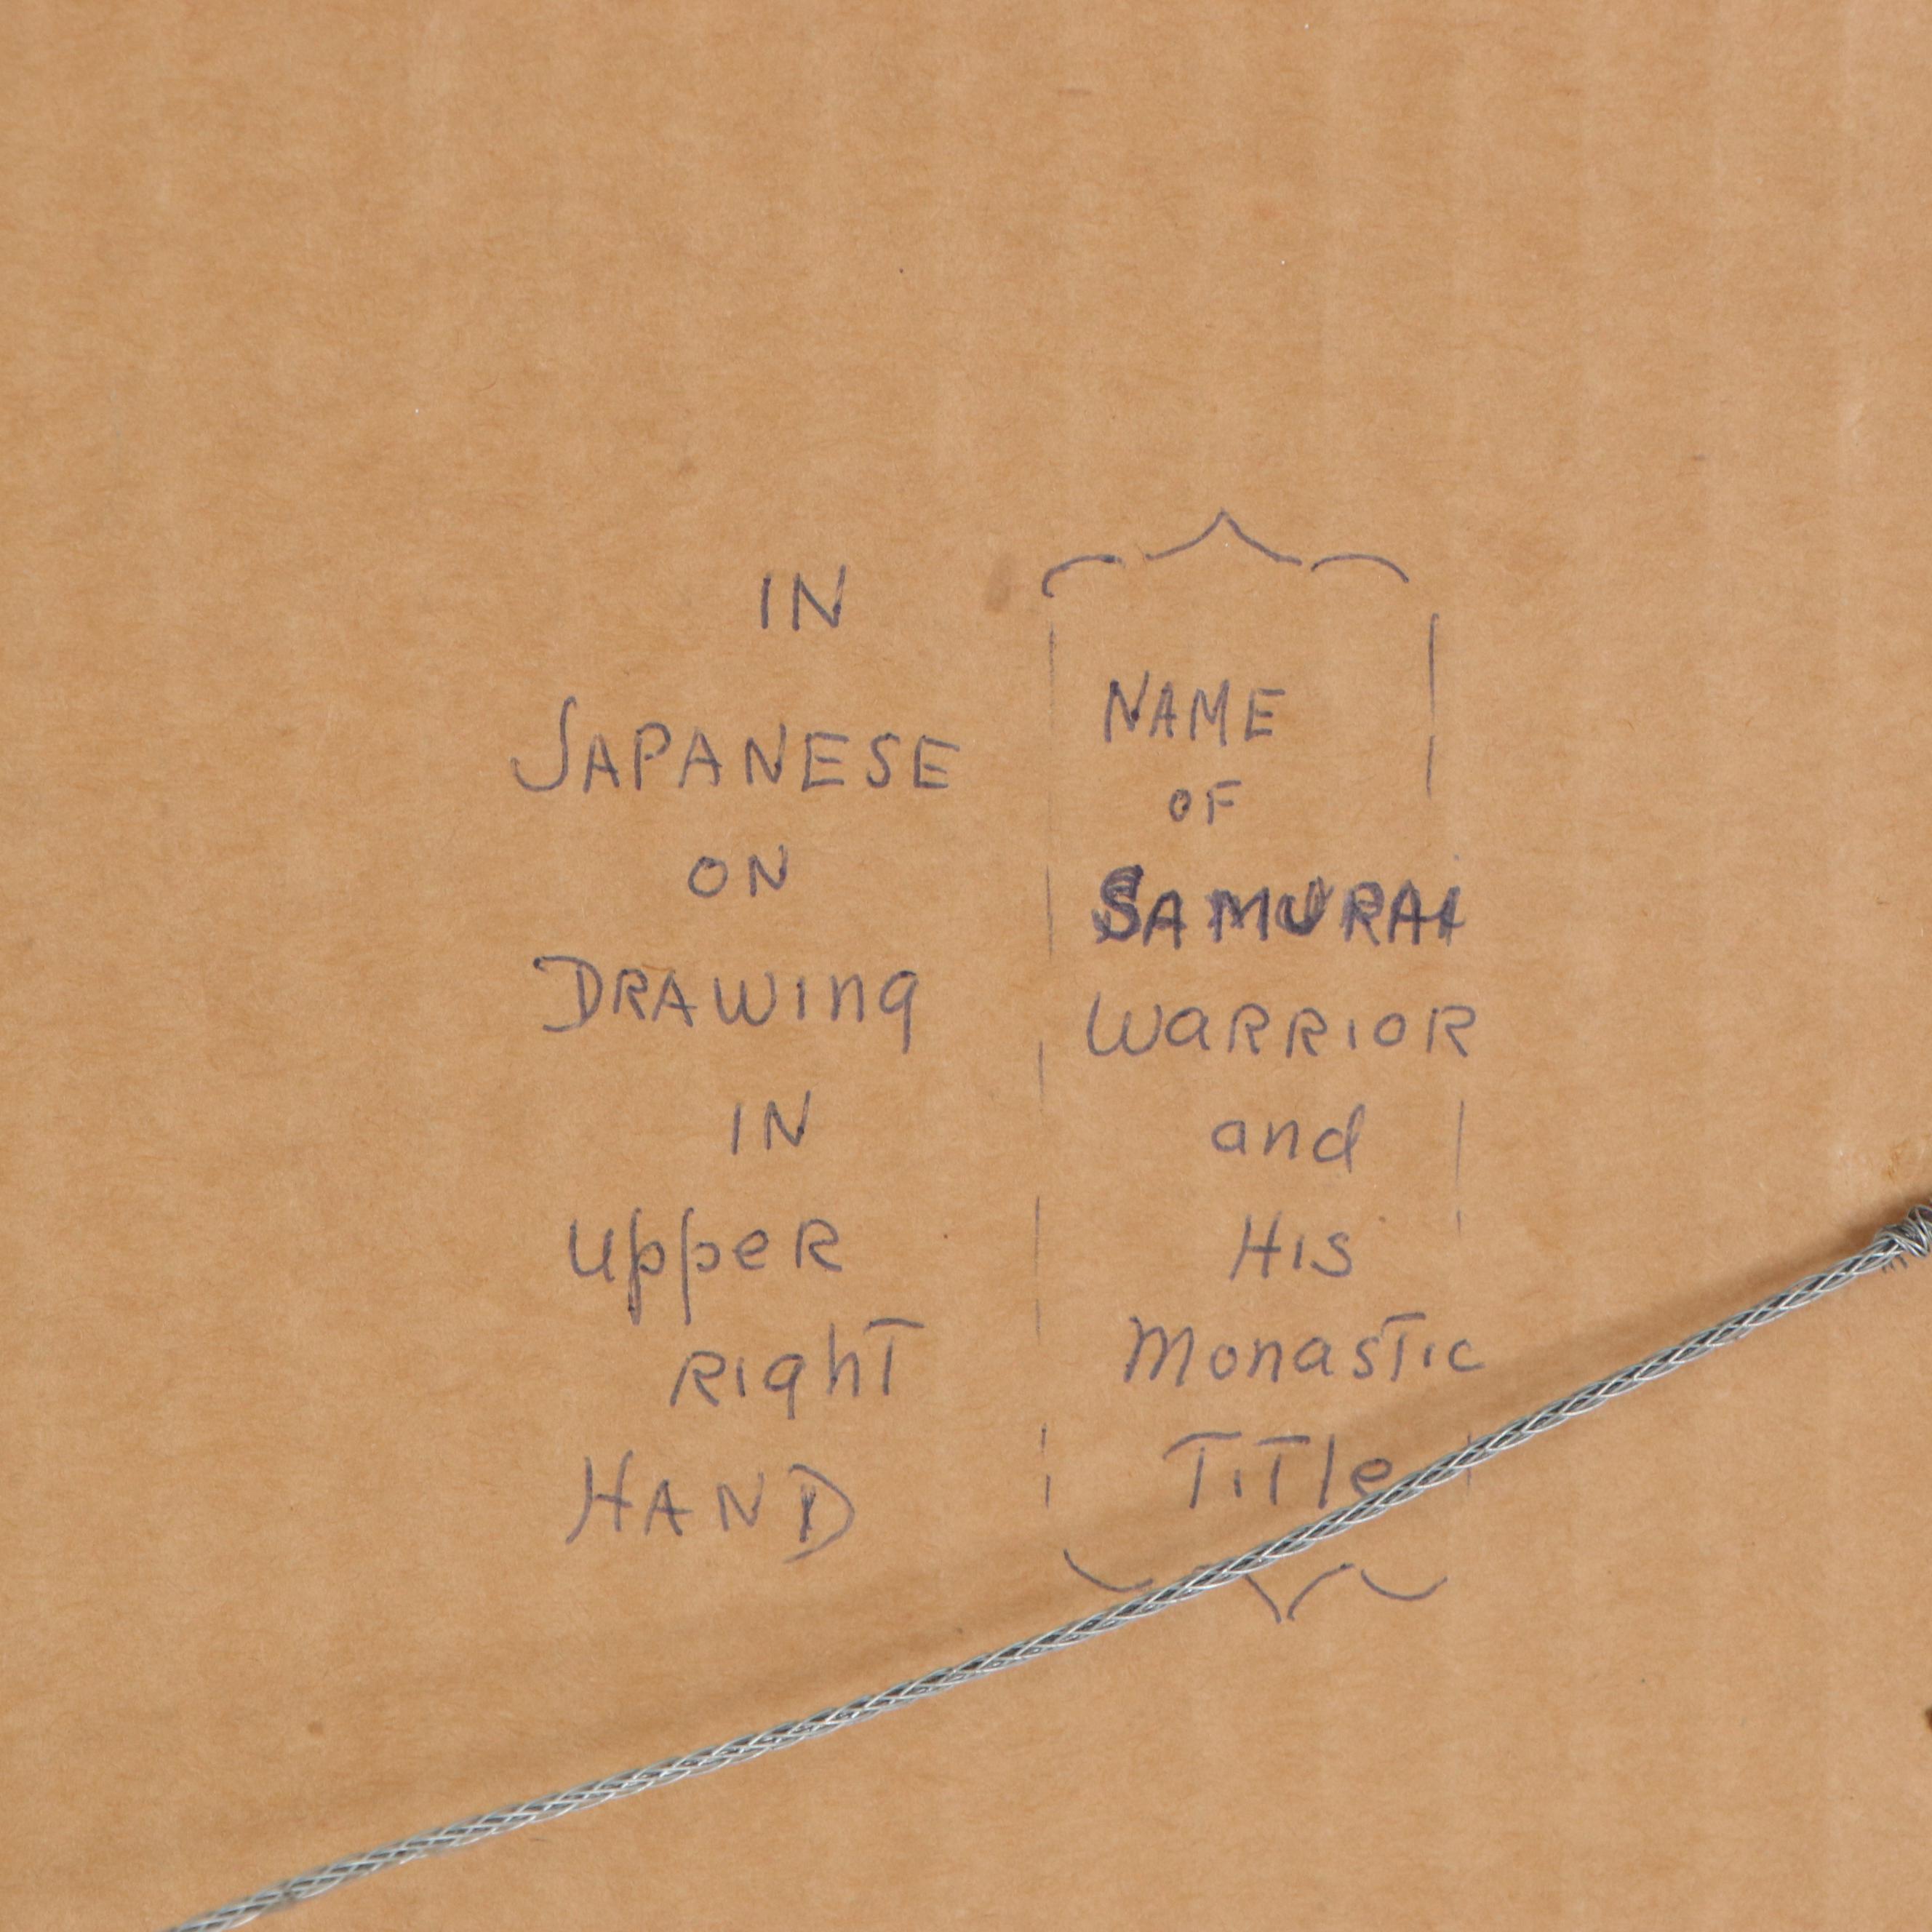 IN
JAPANESE
ON
DRAWing
IN
upper
RighT
HAND
NAME
OF
SAMURAi
WaRRIOR
and
HIS
MonasTic
TiTle